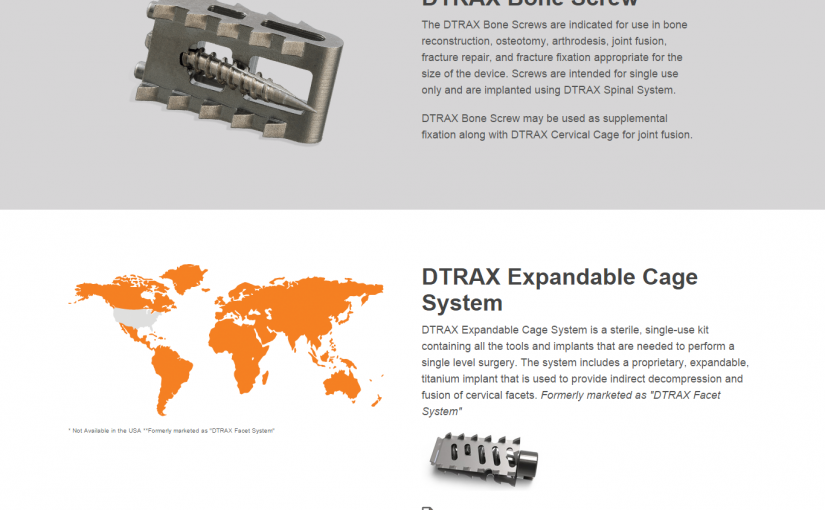 DTRAX Bone Screw
The DTRAX Bone Screws are indicated for use in bone
reconstruction, osteotomy, arthrodesis, joint fusion,
fracture repair, and fracture fixation appropriate for the
size of the device. Screws are intended for single use
only and are implanted using DTRAX Spinal System.
DTRAX Bone Screw may be used as supplemental
fixation along with DTRAX Cervical Cage for joint fusion.
DTRAX Expandable Cage
System
DTRAX Expandable Cage System is a sterile, single-use kit
containing all the tools and implants that are needed to perform a
single level surgery. The system includes a proprietary, expandable,
titanium implant that is used to provide indirect decompression and
fusion of cervical facets. Formerly marketed as "DTRAX Facet
System"
* Not Available in the USA **Formerly marketed as "DTRAX Facet System"